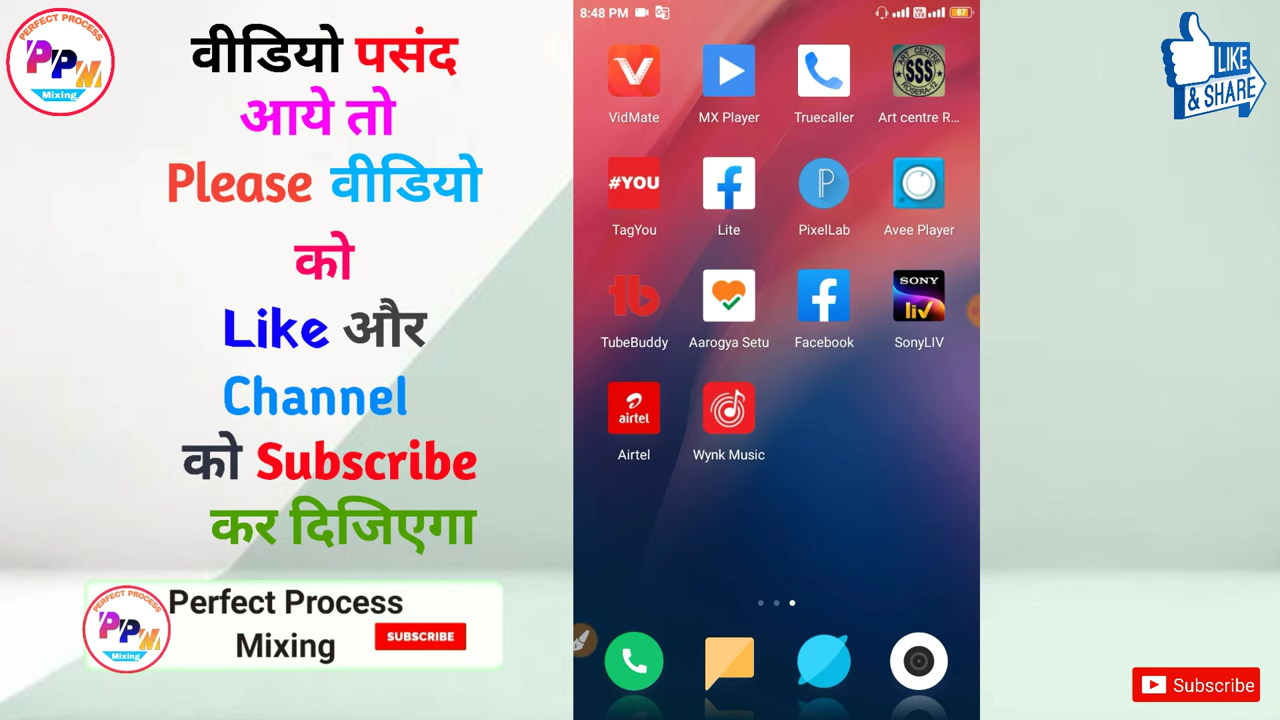 PERFECT PROCESS
PPM
Mixing
वीडियो पसंद
आये तो
Please वीडियो
को
Like और
Channel
को Subscribe
कर दिजिएगा
PERFECT PROCESS
PPM
Mixing
Perfect Process
Mixing
SUBSCRIBE
8:48 PM
87
VidMate
MX Player
Truecaller
ART CENTRE
SSS
ROSERA-12
Art centre R...
#YOU
TagYou
Lite
PixelLab
Avee Player
tb
TubeBuddy
Aarogya Setu
Facebook
SONY
liv
SonyLIV
airtel
Airtel
Wynk Music
LIKE
& SHARE
Subscribe